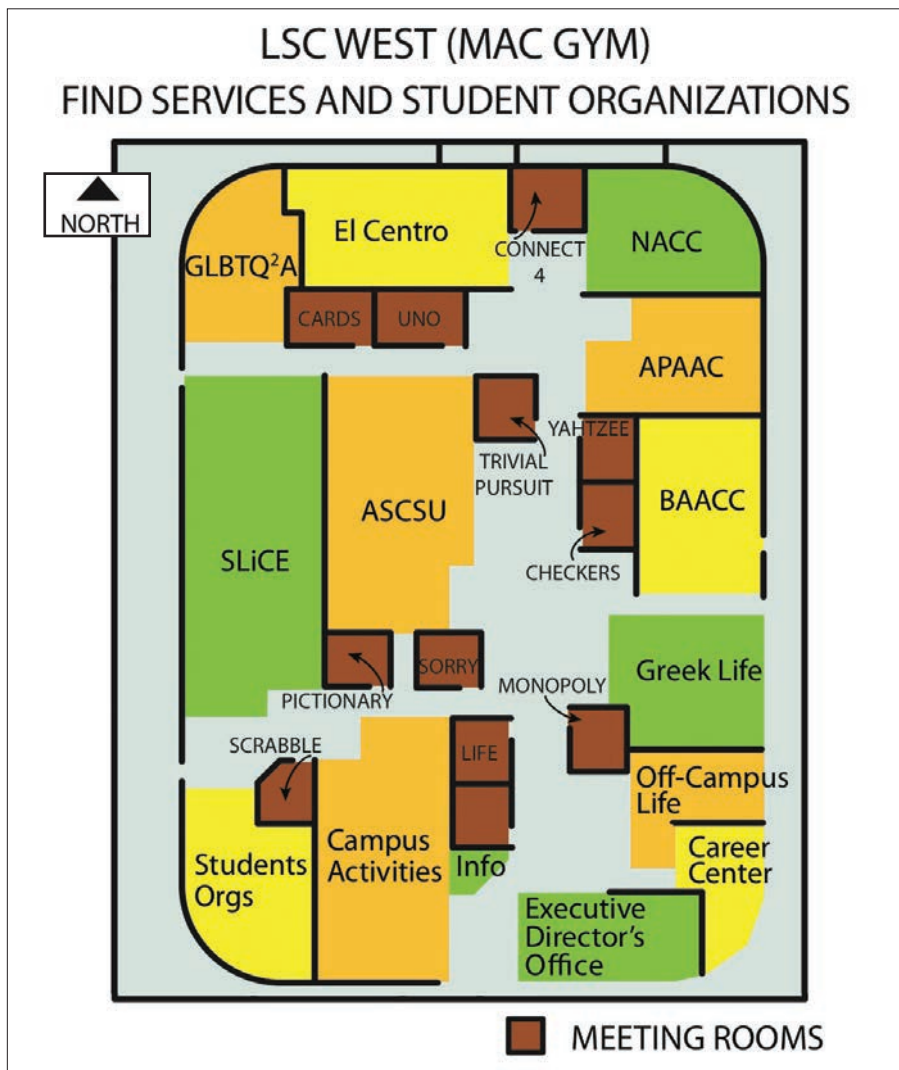 LSC WEST (MAC GYM)
FIND SERVICES AND STUDENT ORGANIZATIONS
NORTH
El Centro
NACC
GLBTQ²A
CONNECT
4
CARDS
UNO
APAAC
YAHTZEE
TRIVIAL
PURSUIT
BAACC
ASCSU
SLiCE
CHECKERS
SORRY
Greek Life
PICTIONARY
MONOPOLY
SCRABBLE
LIFE
Off-Campus
Life
Campus
Activities
Info
Career
Center
Students
Orgs
Executive
Director's
Office
MEETING ROOMS